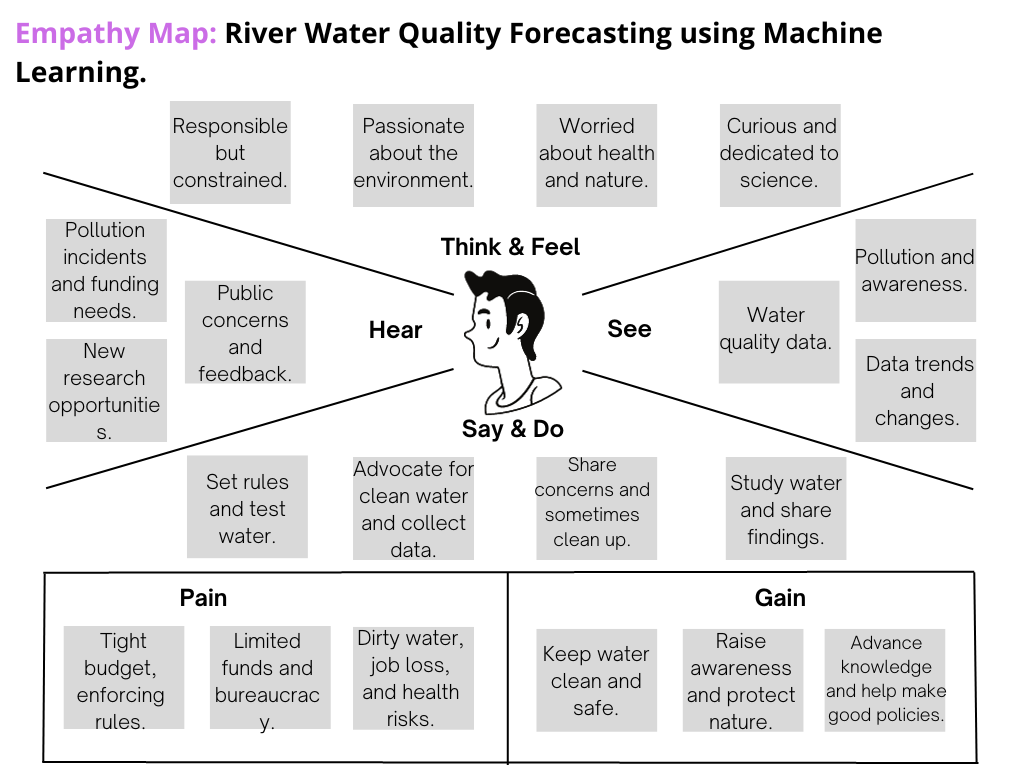 Empathy Map: River Water Quality Forecasting using Machine
Learning.
Responsible
but
constrained.
Passionate
about the
environment.
Worried
about health
and nature.
Curious and
dedicated to
science.
Think & Feel
Pollution
incidents
and funding
needs.
Public
concerns
and
feedback.
New
research
opportunitie
s.
Hear
See
Water
quality data.
Pollution and
awareness.
Data trends
and
changes.
Say & Do
Set rules
and test
water.
Advocate for
clean water
and collect
data.
Share
concerns and
sometimes
clean up.
Study water
and share
findings.
Pain
Tight
budget,
enforcing
rules.
Limited
funds and
bureaucrac
y.
Dirty water,
job loss,
and health
risks.
Gain
Keep water
clean and
safe.
Raise
awareness
and protect
nature.
Advance
knowledge
and help make
good policies.